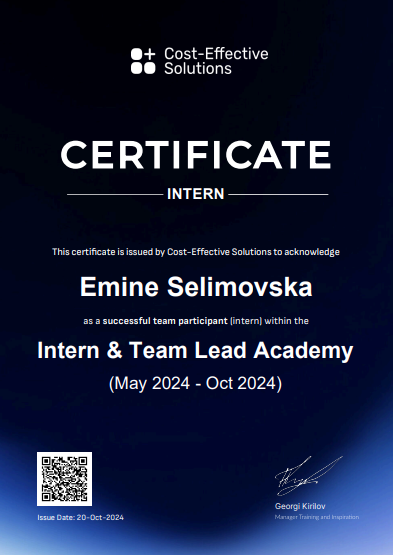 Cost-Effective
Solutions
CERTIFICATE
INTERN
This certificate is issued by Cost-Effective Solutions to acknowledge
Emine Selimovska
as a successful team participant (intern) within the
Intern & Team Lead Academy
(May 2024 - Oct 2024)
Issue Date: 20-Oct-2024
Georgi Kirilov
Manager Training and Inspiration